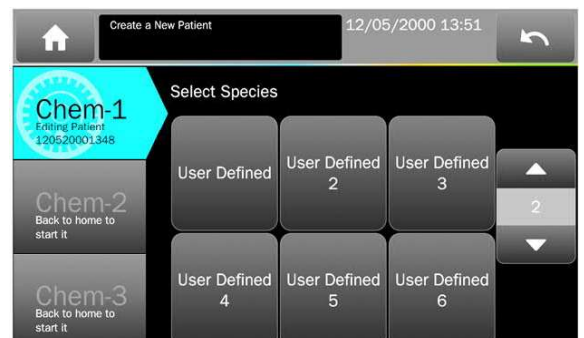 Create a New Patient
12/05/2000 13:51
Chem-1
Editing Patient
120520001348
Chem-2
Back to home to
start it
Chem-3
Back to home to
start it
Select Species
User Defined
User Defined
2
User Defined
3
User Defined
4
User Defined
5
User Defined
6
2